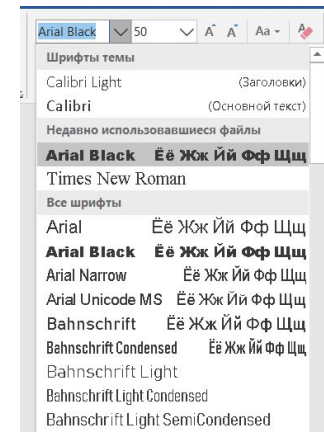 Arial Black 50 A A Aa
Шрифты темы
Calibri Light (Заголовки)
Calibri (Основной текст)
Недавно использовавшиеся файлы
Arial Black Ёё Жж Йй Фф Щщ
Times New Roman
Все шрифты
Arial Ёё Жж Йй Фф Щщ
Arial Black Ёё Жж Йй Фф Щщ
Arial Narrow Ёё Жж Йй Фф Щщ
Arial Unicode MS Ёё Жж Йй Фф Щщ
Bahnschrift Ёё Жж Йй Фф Щщ
Bahnschrift Condensed Ёё Жж Йй Фф Щщ
Bahnschrift Light
Bahnschrift Light Condensed
Bahnschrift Light SemiCondensed